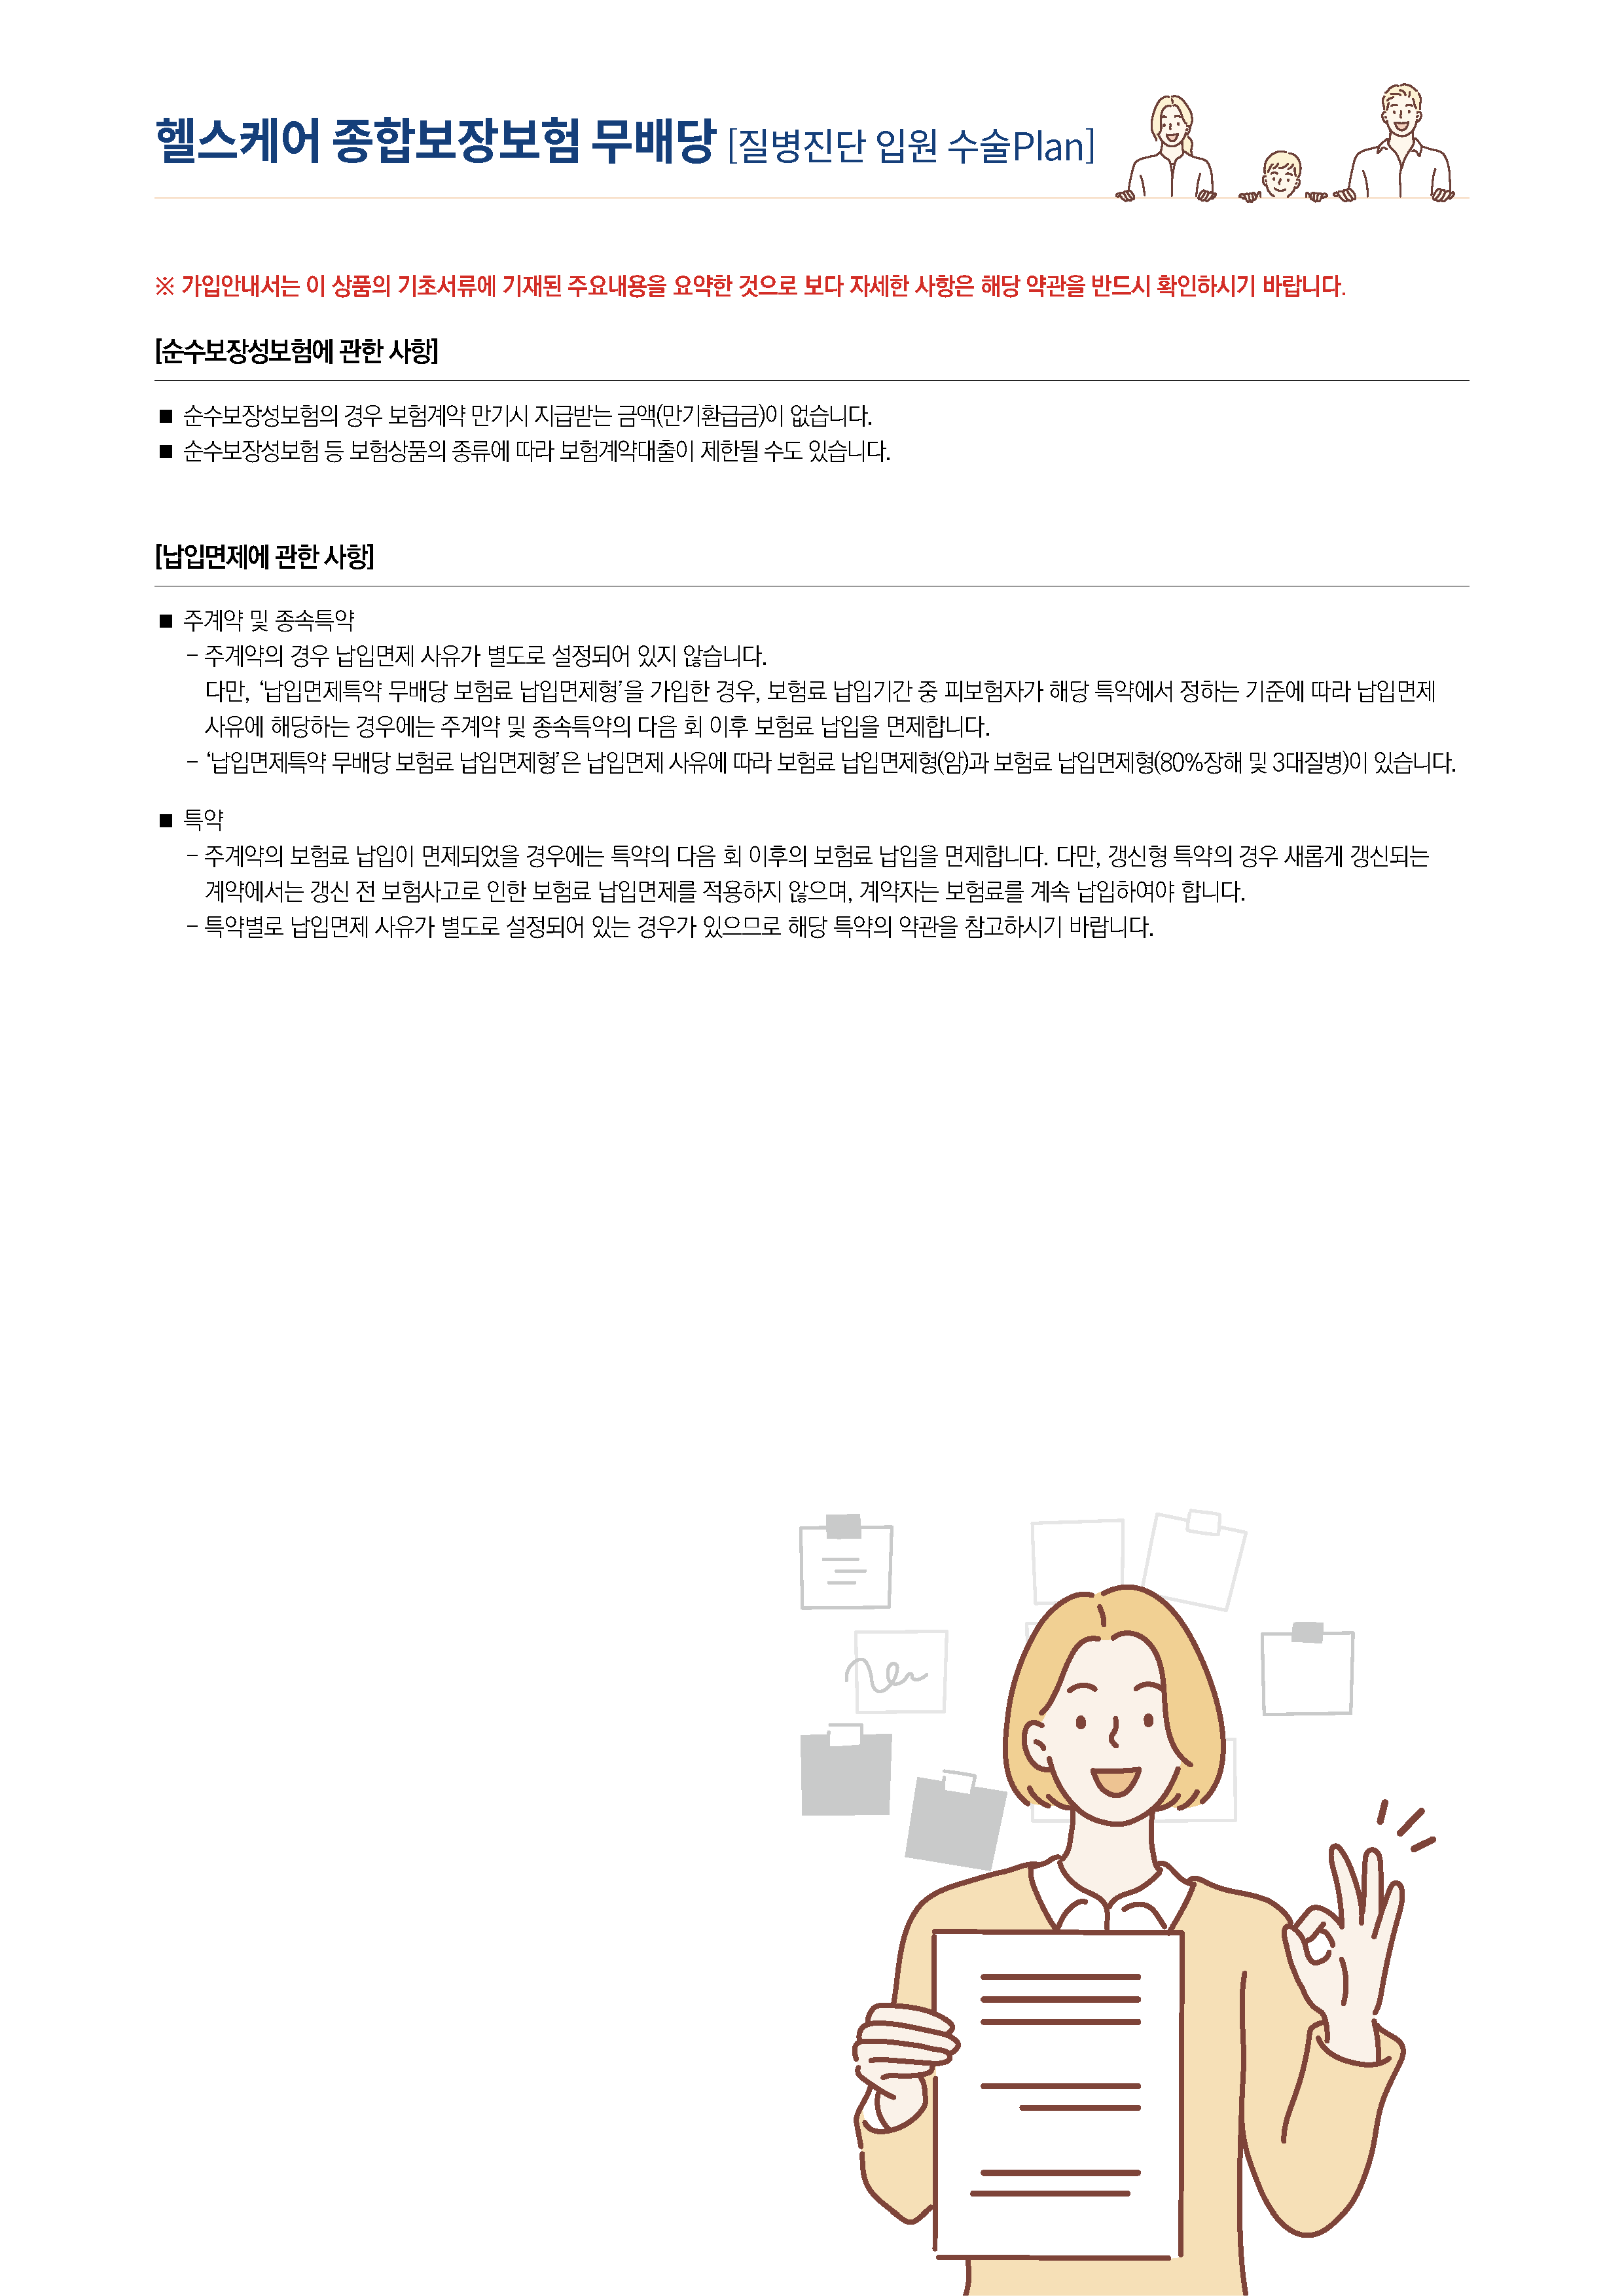 헬스케어 종합보장보험 무배당 [질병진단 입원 수술Plan]
※ 가입안내서는 이 상품의 기초서류에 기재된 주요내용을 요약한 것으로 보다 자세한 사항은 해당 약관을 반드시 확인하시기 바랍니다.
[순수보장성보험에 관한 사항]
■ 순수보장성보험의 경우 보험계약 만기시 지급받는 금액(만기환급금)이 없습니다.
■ 순수보장성보험 등 보험상품의 종류에 따라 보험계약대출이 제한될 수도 있습니다.
[납입면제에 관한 사항]
■ 주계약 및 종속특약
– 주계약의 경우 납입면제 사유가 별도로 설정되어 있지 않습니다.
다만, ‘납입면제특약 무배당 보험료 납입면제형’을 가입한 경우, 보험료 납입기간 중 피보험자가 해당 특약에서 정하는 기준에 따라 납입면제
사유에 해당하는 경우에는 주계약 및 종속특약의 다음 회 이후 보험료 납입을 면제합니다.
– ‘납입면제특약 무배당 보험료 납입면제형’은 납입면제 사유에 따라 보험료 납입면제형(암)과 보험료 납입면제형(80%장해 및 3대질병)이 있습니다.
■ 특약
– 주계약의 보험료 납입이 면제되었을 경우에는 특약의 다음 회 이후의 보험료 납입을 면제합니다. 다만, 갱신형 특약의 경우 새롭게 갱신되는
계약에서는 갱신 전 보험사고로 인한 보험료 납입면제를 적용하지 않으며, 계약자는 보험료를 계속 납입하여야 합니다.
– 특약별로 납입면제 사유가 별도로 설정되어 있는 경우가 있으므로 해당 특약의 약관을 참고하시기 바랍니다.